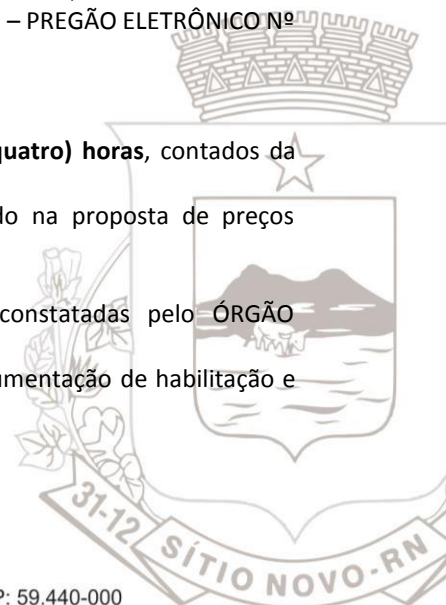 – PREGÃO ELETRÔNICO Nº
quatro) horas, contados da
do na proposta de preços
constatadas pelo ÓRGÃO
umentação de habilitação e
31-12 SÍTIO NOVO-RN
P: 59.440-000